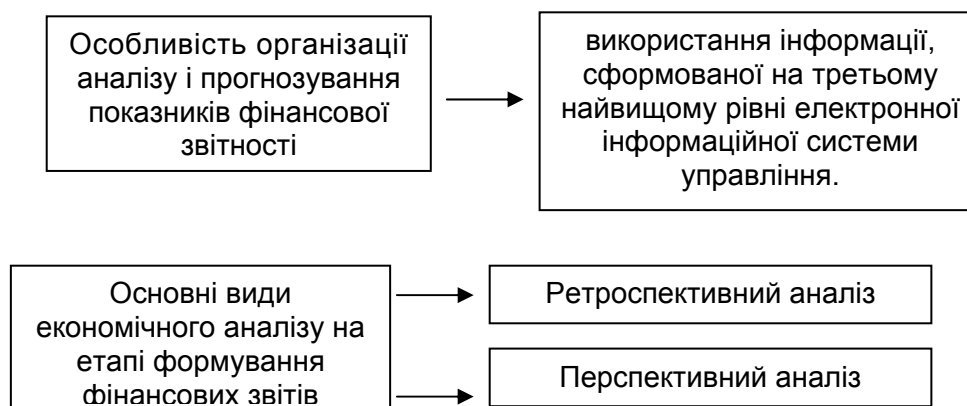 Особливість організації
аналізу і прогнозування
показників фінансової
звітності
використання інформації,
сформованої на третьому
найвищому рівні електронної
інформаційної системи
управління.
Основні види
економічного аналізу на
етапі формування
фінансових звітів
Ретроспективний аналіз
Перспективний аналіз